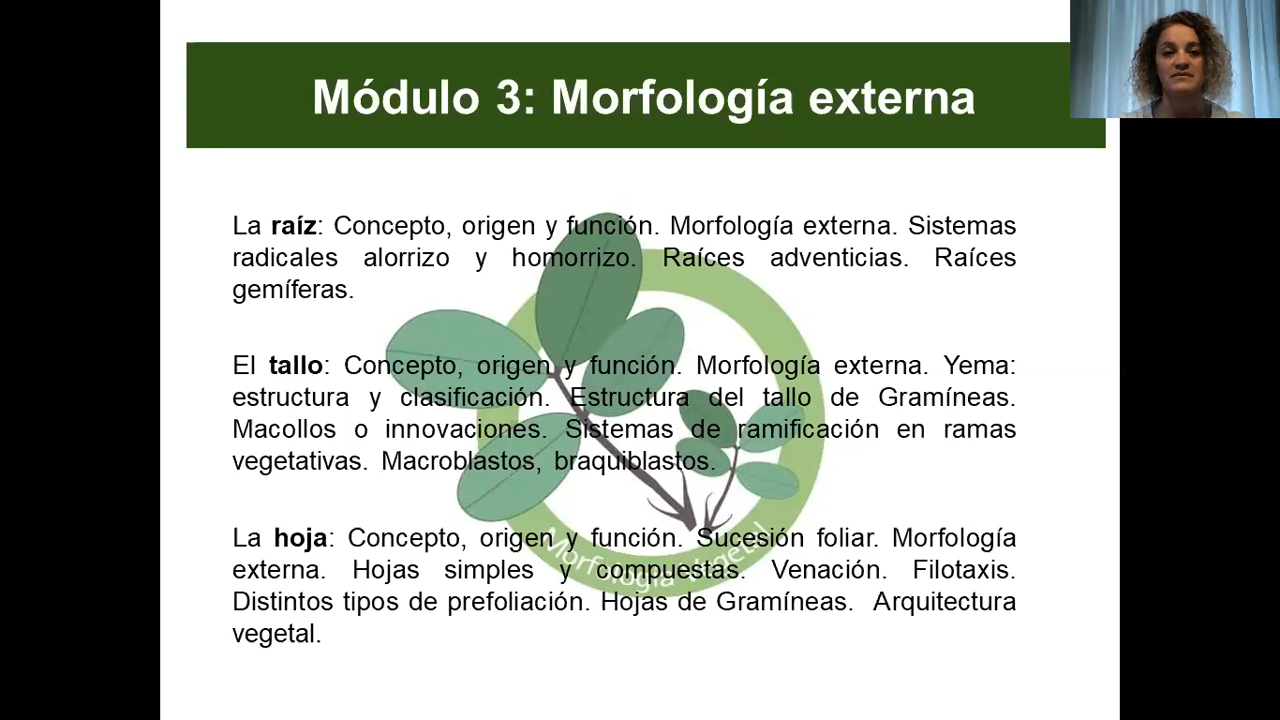 Módulo 3: Morfología externa
La raíz: Concepto, origen y función. Morfología externa. Sistemas
radicales alorrizo y homorrizo. Raíces adventicias. Raíces
gemíferas.
El tallo: Concepto, origen y función. Morfología externa. Yema:
estructura y clasificación. Estructura del tallo de Gramíneas.
Macollos o innovaciones. Sistemas de ramificación en ramas
vegetativas. Macroblastos, braquiblastos.
La hoja: Concepto, origen y función. Sucesión foliar. Morfología
externa. Hojas simples y compuestas. Venación. Filotaxis.
Distintos tipos de prefoliación. Hojas de Gramíneas. Arquitectura
vegetal.
Morfología Vegetal